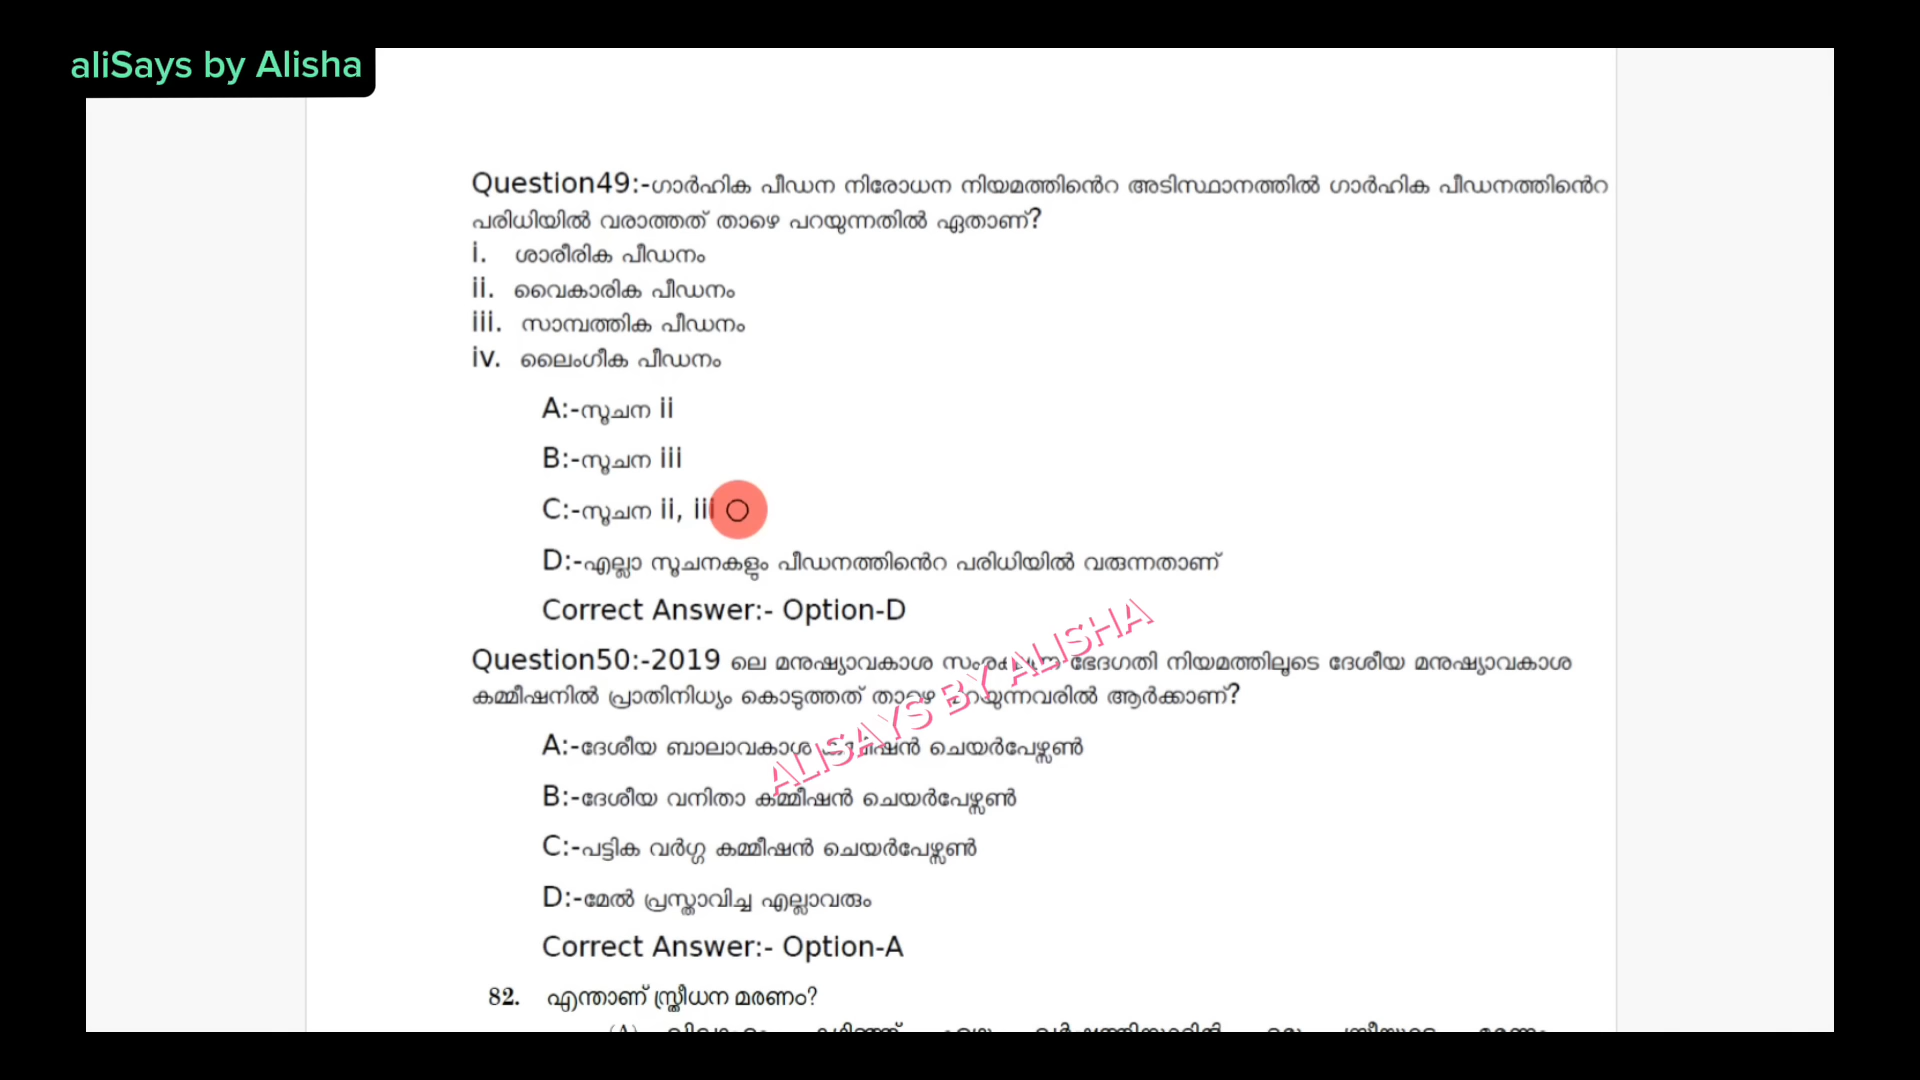 aliSays by Alisha
Question49:-ഗാർഹിക പീഡന നിരോധന നിയമത്തിൻെറ അടിസ്ഥാനത്തിൽ ഗാർഹിക പീഡനത്തിൻെറ
പരിധിയിൽ വരാത്തത് താഴെ പറയുന്നതിൽ ഏതാണ്?
i. ശാരീരിക പീഡനം
ii. വൈകാരിക പീഡനം
iii. സാമ്പത്തിക പീഡനം
iv. ലൈംഗീക പീഡനം
A:-സൂചന ii
B:-സൂചന iii
C:-സൂചന ii, iii
D:-എല്ലാ സൂചനകളും പീഡനത്തിൻെറ പരിധിയിൽ വരുന്നതാണ്
Correct Answer:- Option-D
Question50:-2019 ലെ മനുഷ്യാവകാശ സംരക്ഷണ ഭേദഗതി നിയമത്തിലൂടെ ദേശീയ മനുഷ്യാവകാശ
കമ്മീഷനിൽ പ്രാതിനിധ്യം കൊടുത്തത് താഴെ പറയുന്നവരിൽ ആർക്കാണ്?
A:-ദേശീയ ബാലാവകാശ കമ്മീഷൻ ചെയർപേഴ്സൺ
ALISAYS BY ALISHA
B:-ദേശീയ വനിതാ കമ്മീഷൻ ചെയർപേഴ്സൺ
C:-പട്ടിക വർഗ്ഗ കമ്മീഷൻ ചെയർപേഴ്സൺ
D:-മേൽ പ്രസ്താവിച്ച എല്ലാവരും
Correct Answer:- Option-A
82. എന്താണ് സ്ത്രീധന മരണം?